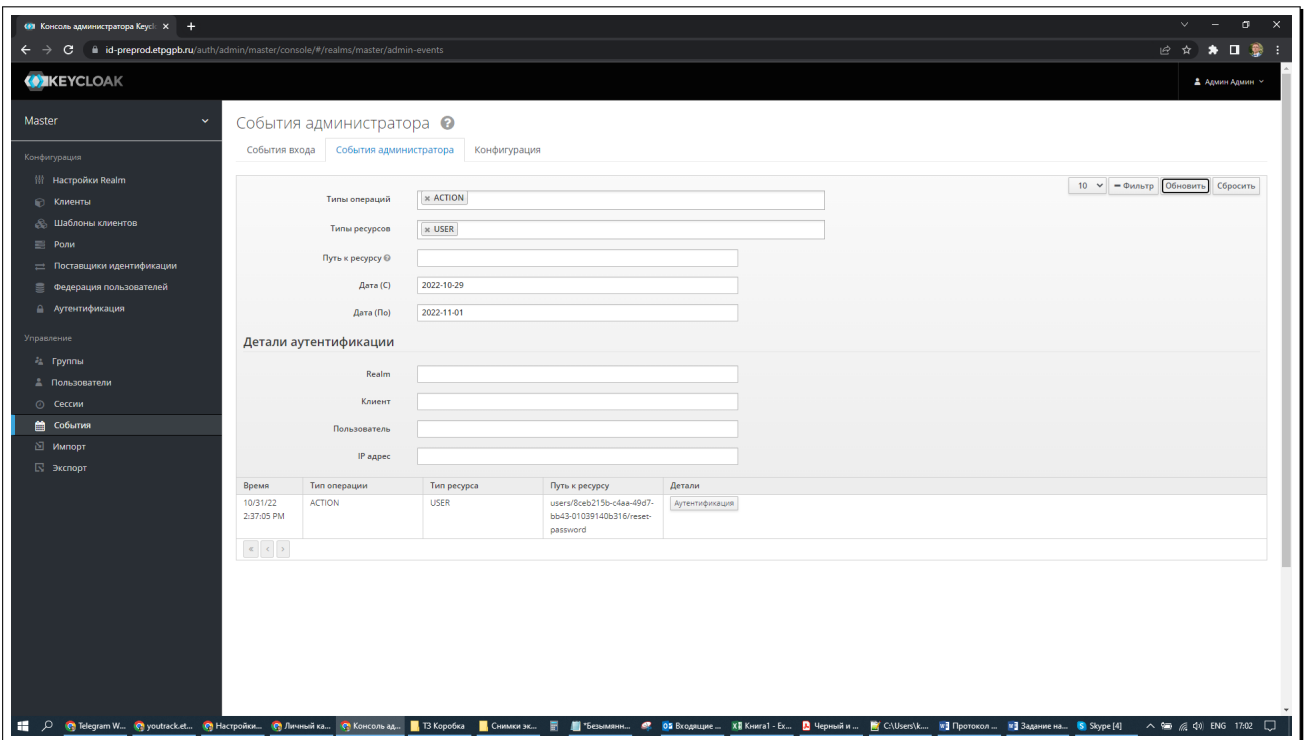 Консоль администратора Keycl
id-preprod.etpgpb.ru/auth/admin/master/console/#/realms/master/admin-events
KEYCLOAK
Админ Админ
Master
Конфигурация
Настройки Realm
Клиенты
Шаблоны клиентов
Роли
Поставщики идентификации
Федерация пользователей
Аутентификация
Управление
Группы
Пользователи
Сессии
События
Импорт
Экспорт
События администратора
События входа События администратора Конфигурация
10 Фильтр Обновить Сбросить
Типы операций ACTION
Типы ресурсов USER
Путь к ресурсу
Дата (С) 2022-10-29
Дата (По) 2022-11-01
Детали аутентификации
Realm
Клиент
Пользователь
IP адрес
Время Тип операции Тип ресурса Путь к ресурсу Детали
10/31/22 ACTION USER users/8ceb215b-c4aa-49d7- Аутентификация
2:37:05 PM bb43-01039140b316/reset-
password
Telegram W... youtrack.et... Настройки... Личный ка... Консоль ад... ТЗ Коробка Снимки эк... *Безымянн... Входящие ... Книга1 - Ex... Черный и ... C:\Users\k... Протокол ... Задание на... Skype [4] ENG 17:02